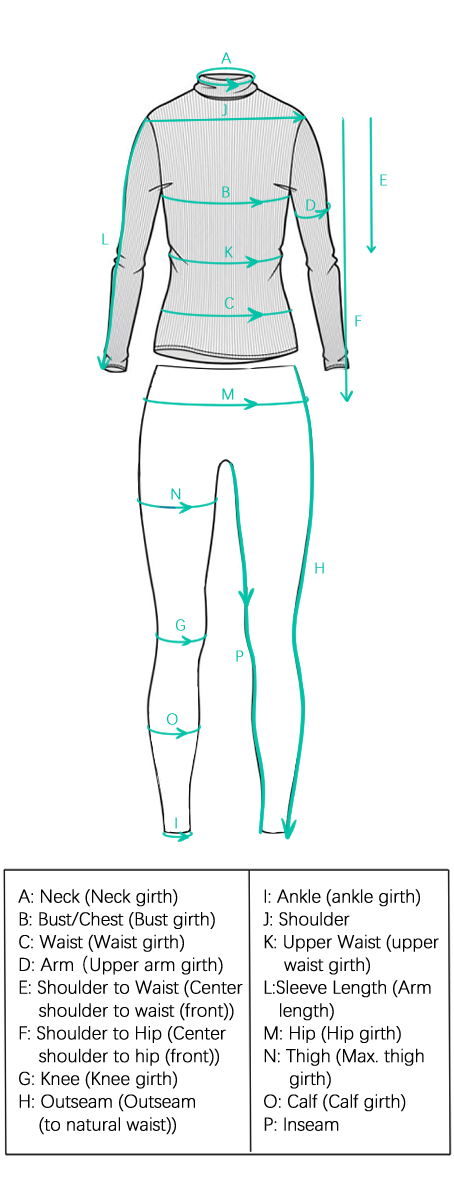 A
J
E
B
D
L
K
C
F
M
N
H
G
P
O
I
A: Neck (Neck girth)
B: Bust/Chest (Bust girth)
C: Waist (Waist girth)
D: Arm（Upper arm girth)
E: Shoulder to Waist (Center
shoulder to waist (front))
F: Shoulder to Hip (Center
shoulder to hip (front))
G: Knee (Knee girth)
H: Outseam (Outseam
(to natural waist))
I: Ankle (ankle girth)
J: Shoulder
K: Upper Waist (upper
waist girth)
L:Sleeve Length (Arm
length)
M: Hip (Hip girth)
N: Thigh (Max. thigh
girth)
O: Calf (Calf girth)
P: Inseam